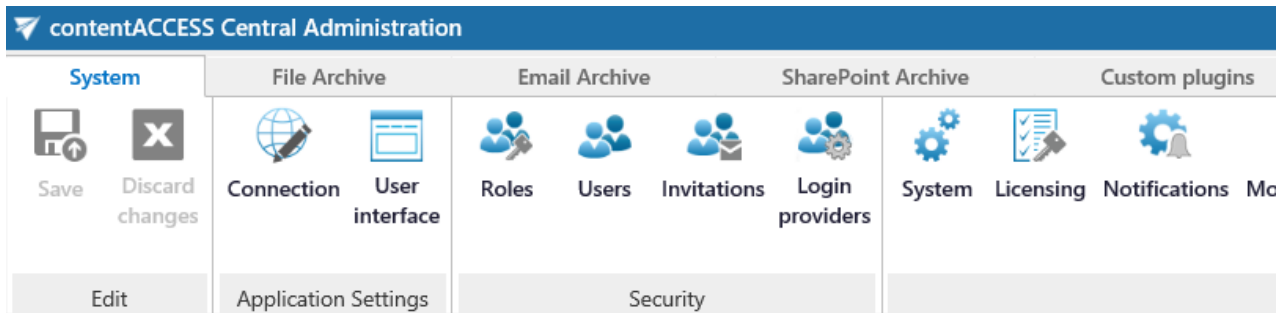 contentACCESS Central Administration
System File Archive Email Archive SharePoint Archive Custom plugins
Save Discard changes Connection User interface Roles Users Invitations Login providers System Licensing Notifications Mo
Edit Application Settings Security